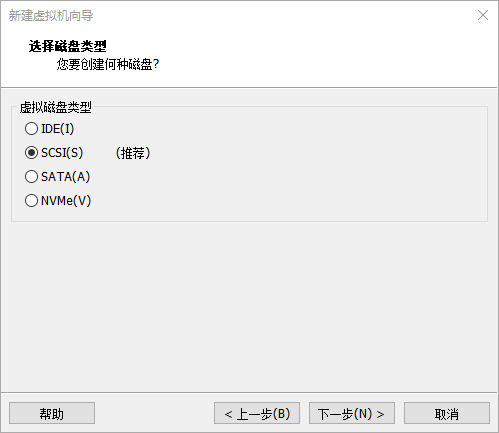 新建虚拟机向导
选择磁盘类型
您要创建何种磁盘?
虚拟磁盘类型
IDE(I)
SCSI(S) (推荐)
SATA(A)
NVMe(V)
帮助 < 上一步(B) 下一步(N) > 取消